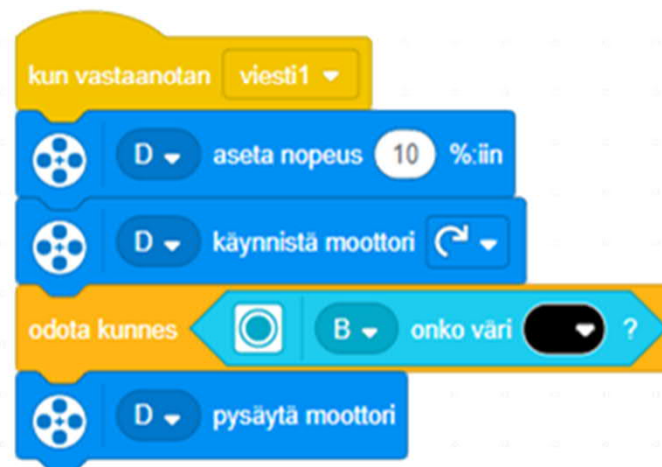 kun vastaanotan viesti1
D aseta nopeus 10 %:iin
D käynnistä moottori
odota kunnes B onko väri ?
D pysäytä moottori